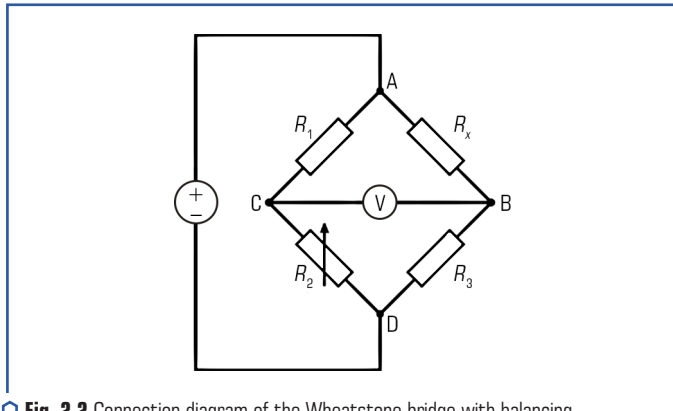 A
R1 Rx
+
−
C V B
R2 R3
D
Fig. 3.3 Connection diagram of the Wheatstone bridge with balancing